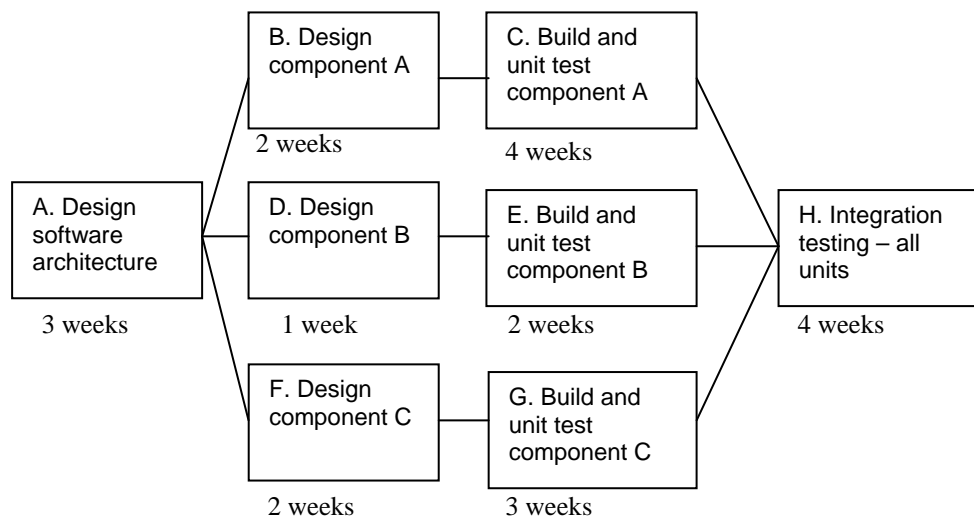 B. Design
component A
2 weeks
C. Build and
unit test
component A
4 weeks
A. Design
software
architecture
3 weeks
D. Design
component B
1 week
E. Build and
unit test
component B
2 weeks
H. Integration
testing – all
units
4 weeks
F. Design
component C
2 weeks
G. Build and
unit test
component C
3 weeks